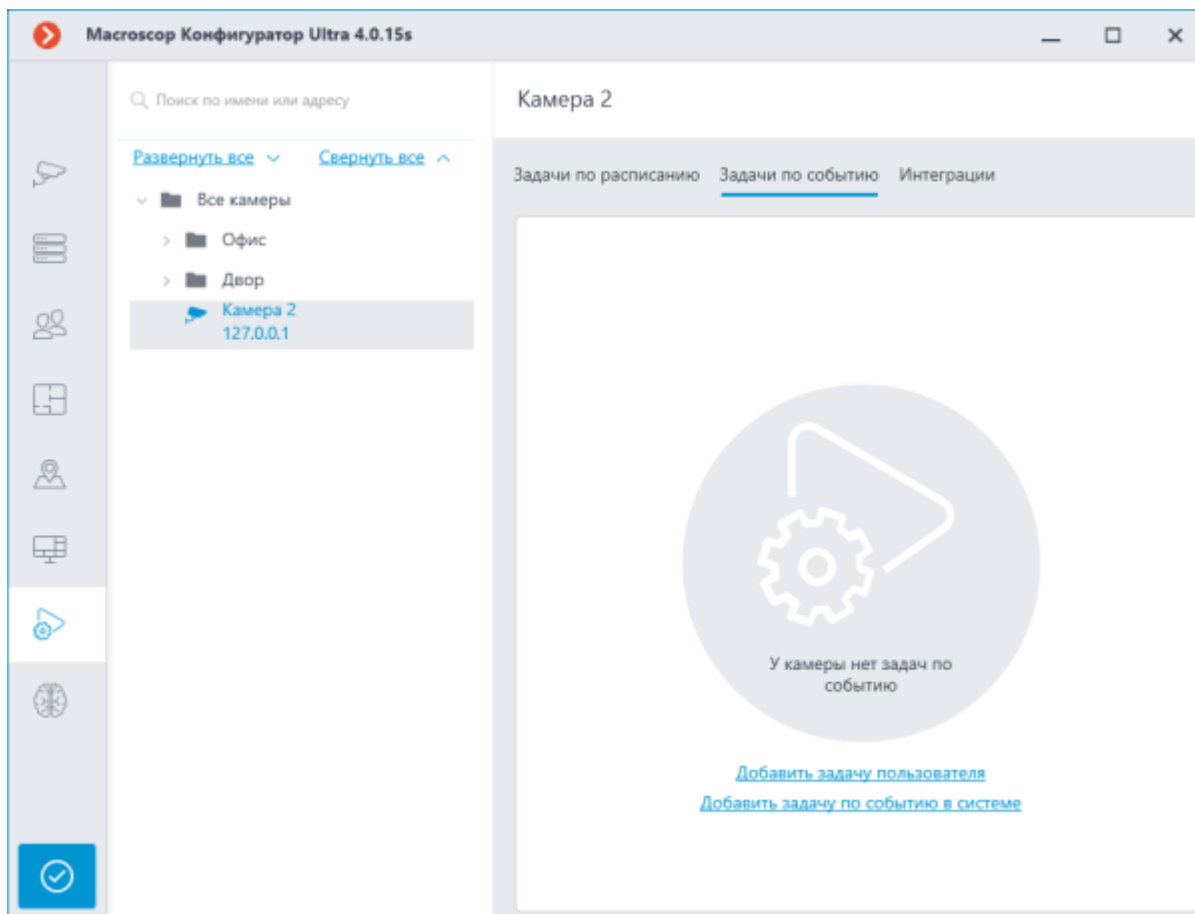 Macroscop Конфигуратор Ultra 4.0.15s
Поиск по имени или адресу
Развернуть все Свернуть все
Все камеры
Офис
Двор
Камера 2
127.0.0.1
Камера 2
Задачи по расписанию Задачи по событию Интеграции
У камеры нет задач по
событию
Добавить задачу пользователя
Добавить задачу по событию в системе